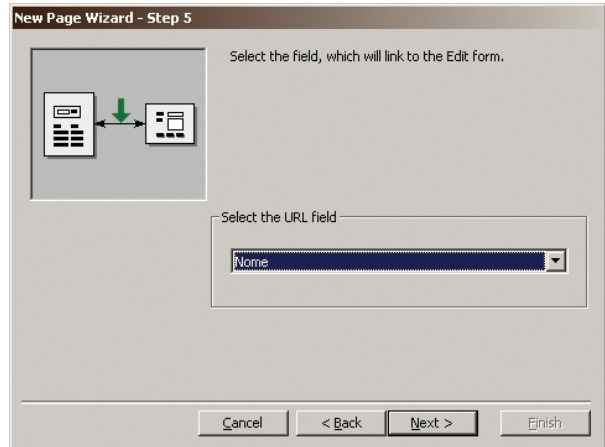 New Page Wizard - Step 5
Select the field, which will link to the Edit form.
Select the URL field
Nome
Cancel
< Back
Next >
Finish